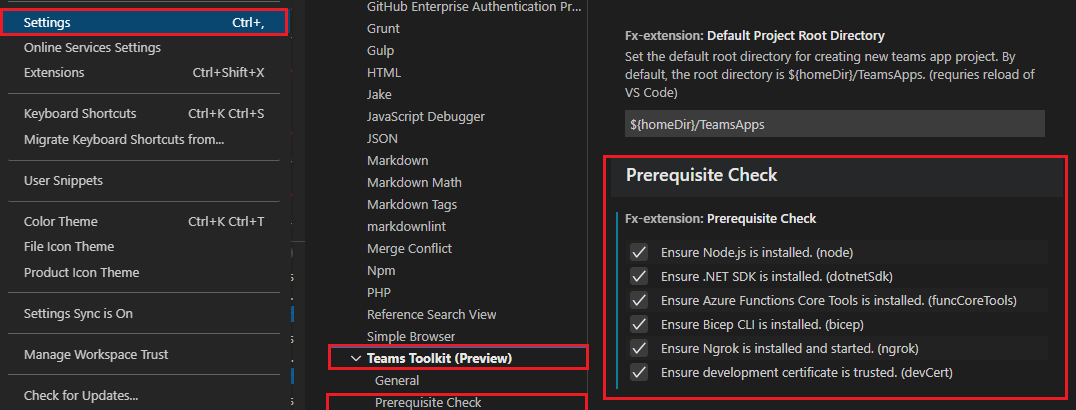 Settings Ctrl+,
Online Services Settings
Extensions Ctrl+Shift+X
Keyboard Shortcuts Ctrl+K Ctrl+S
Migrate Keyboard Shortcuts from...
User Snippets
Color Theme Ctrl+K Ctrl+T
File Icon Theme
Product Icon Theme
Settings Sync is On
Manage Workspace Trust
Check for Updates...
GitHub Enterprise Authentication Pr...
Grunt
Gulp
HTML
Jake
JavaScript Debugger
JSON
Markdown
Markdown Math
Markdown Tags
markdownlint
Merge Conflict
Npm
PHP
Reference Search View
Simple Browser
Teams Toolkit (Preview)
General
Prerequisite Check
Fx-extension: Default Project Root Directory
Set the default root directory for creating new teams app project. By
default, the root directory is ${homeDir}/TeamsApps. (requries reload of
VS Code)
${homeDir}/TeamsApps
Prerequisite Check
Fx-extension: Prerequisite Check
Ensure Node.js is installed. (node)
Ensure .NET SDK is installed. (dotnetSdk)
Ensure Azure Functions Core Tools is installed. (funcCoreTools)
Ensure Bicep CLI is installed. (bicep)
Ensure Ngrok is installed and started. (ngrok)
Ensure development certificate is trusted. (devCert)